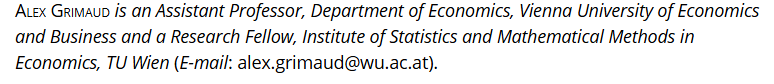 Alex Grimaud is an Assistant Professor, Department of Economics, Vienna University of Economics
and Business and a Research Fellow, Institute of Statistics and Mathematical Methods in
Economics, TU Wien (E-mail: alex.grimaud@wu.ac.at).